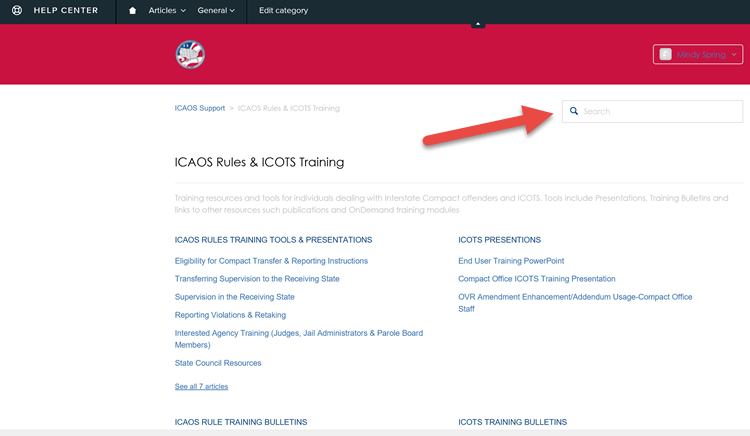 HELP CENTER Articles General Edit category
Mindy Spring
ICAOS Support > ICAOS Rules & ICOTS Training
Search
ICAOS Rules & ICOTS Training
Training resources and tools for individuals dealing with Interstate Compact offenders and ICOTS. Tools include Presentations, Training Bulletins and
links to other resources such publications and OnDemand training modules
ICAOS RULES TRAINING TOOLS & PRESENTATIONS
Eligibility for Compact Transfer & Reporting Instructions
Transferring Supervision to the Receiving State
Supervision in the Receiving State
Reporting Violations & Retaking
Interested Agency Training (Judges, Jail Administrators & Parole Board
Members)
State Council Resources
See all 7 articles
ICOTS PRESENTIONS
End User Training PowerPoint
Compact Office ICOTS Training Presentation
OVR Amendment Enhancement/Addendum Usage-Compact Office
Staff
ICAOS RULE TRAINING BULLETINS
ICOTS TRAINING BULLETINS